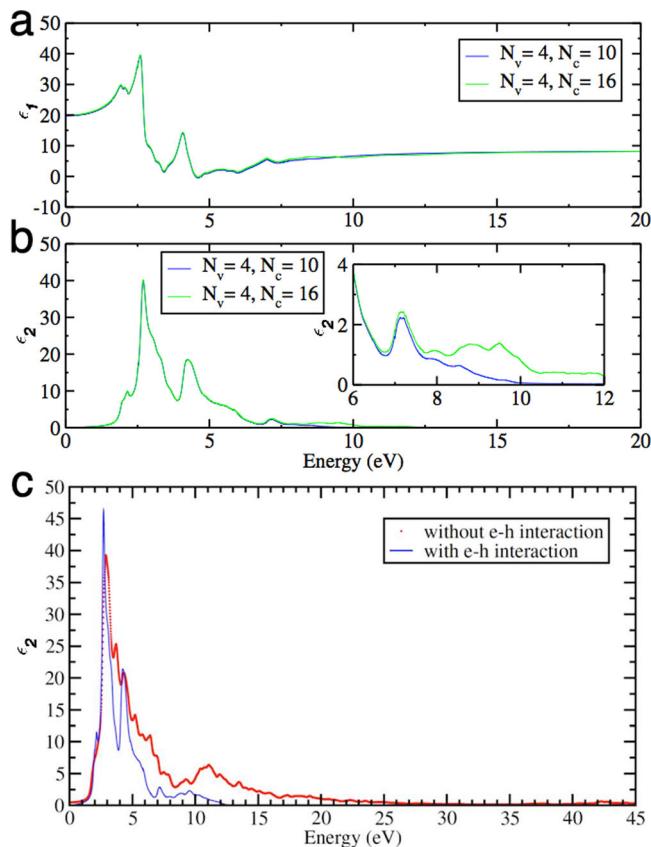 a
50
40
30
20
10
0
-10
ε1
Nv= 4, Nc= 10
Nv= 4, Nc= 16
0 5 10 15 20
b
50
40
30
20
10
0
ε2
Nv= 4, Nc= 10
Nv= 4, Nc= 16
4
2
0
ε2
6 8 10 12
0 5 10 15 20
Energy (eV)
c
50
45
40
35
30
25
20
15
10
5
0
ε2
without e-h interaction
with e-h interaction
0 5 10 15 20 25 30 35 40 45
Energy (eV)